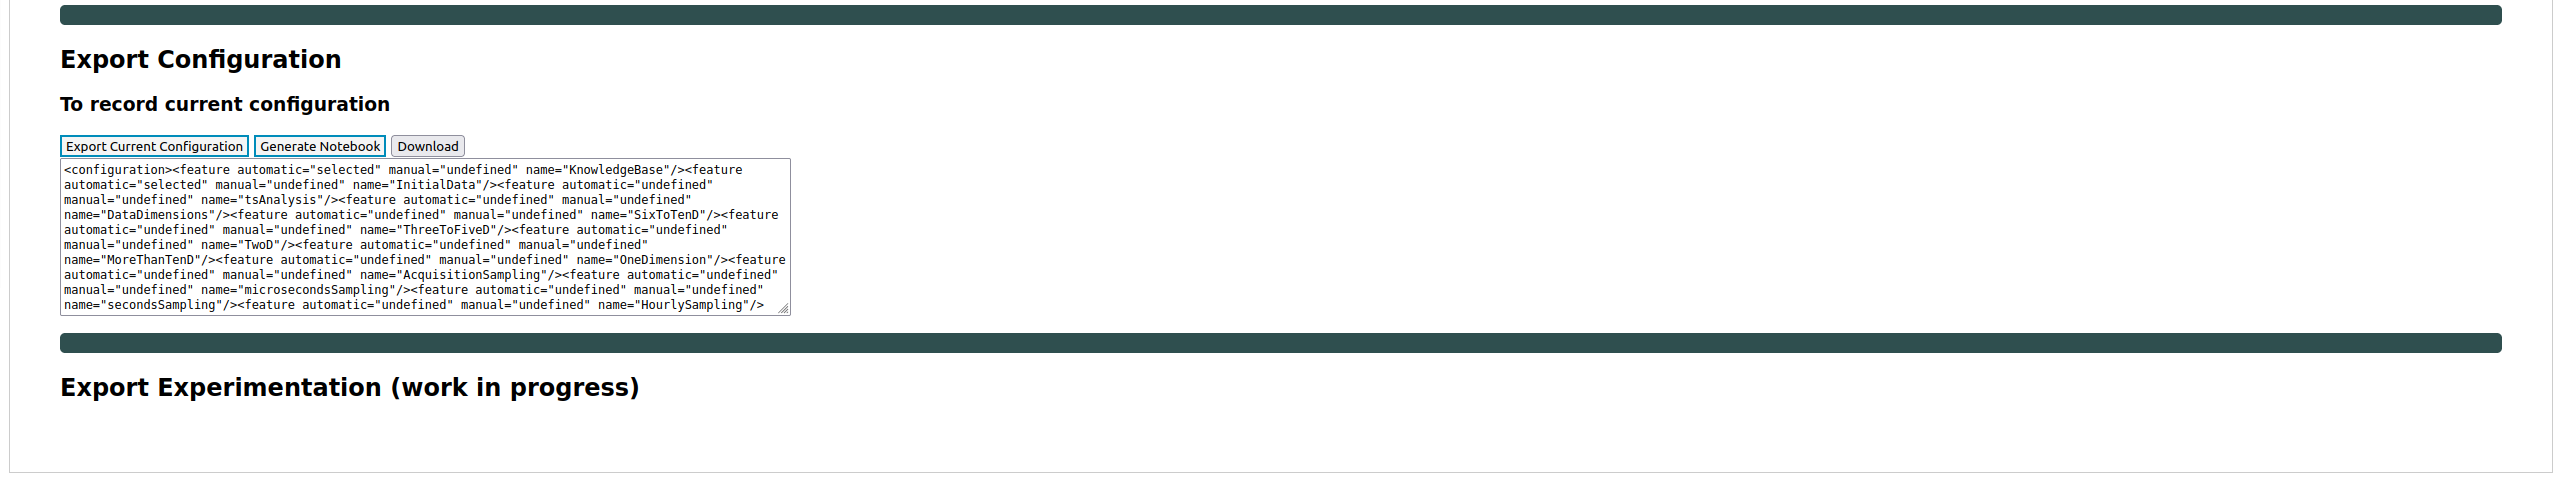 Export Configuration
To record current configuration
Export Current Configuration Generate Notebook Download
<configuration><feature automatic="selected" manual="undefined" name="KnowledgeBase"/><feature
automatic="selected" manual="undefined" name="InitialData"/><feature automatic="undefined"
manual="undefined" name="tsAnalysis"/><feature automatic="undefined" manual="undefined"
name="DataDimensions"/><feature automatic="undefined" manual="undefined" name="SixToTenD"/><feature
automatic="undefined" manual="undefined" name="ThreeToFiveD"/><feature automatic="undefined"
manual="undefined" name="TwoD"/><feature automatic="undefined" manual="undefined"
name="MoreThanTenD"/><feature automatic="undefined" manual="undefined" name="OneDimension"/><feature
automatic="undefined" manual="undefined" name="AcquisitionSampling"/><feature automatic="undefined"
manual="undefined" name="microsecondsSampling"/><feature automatic="undefined" manual="undefined"
name="secondsSampling"/><feature automatic="undefined" manual="undefined" name="HourlySampling"/>
Export Experimentation (work in progress)